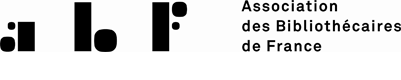 abf
Association
des Bibliothécaires
de France